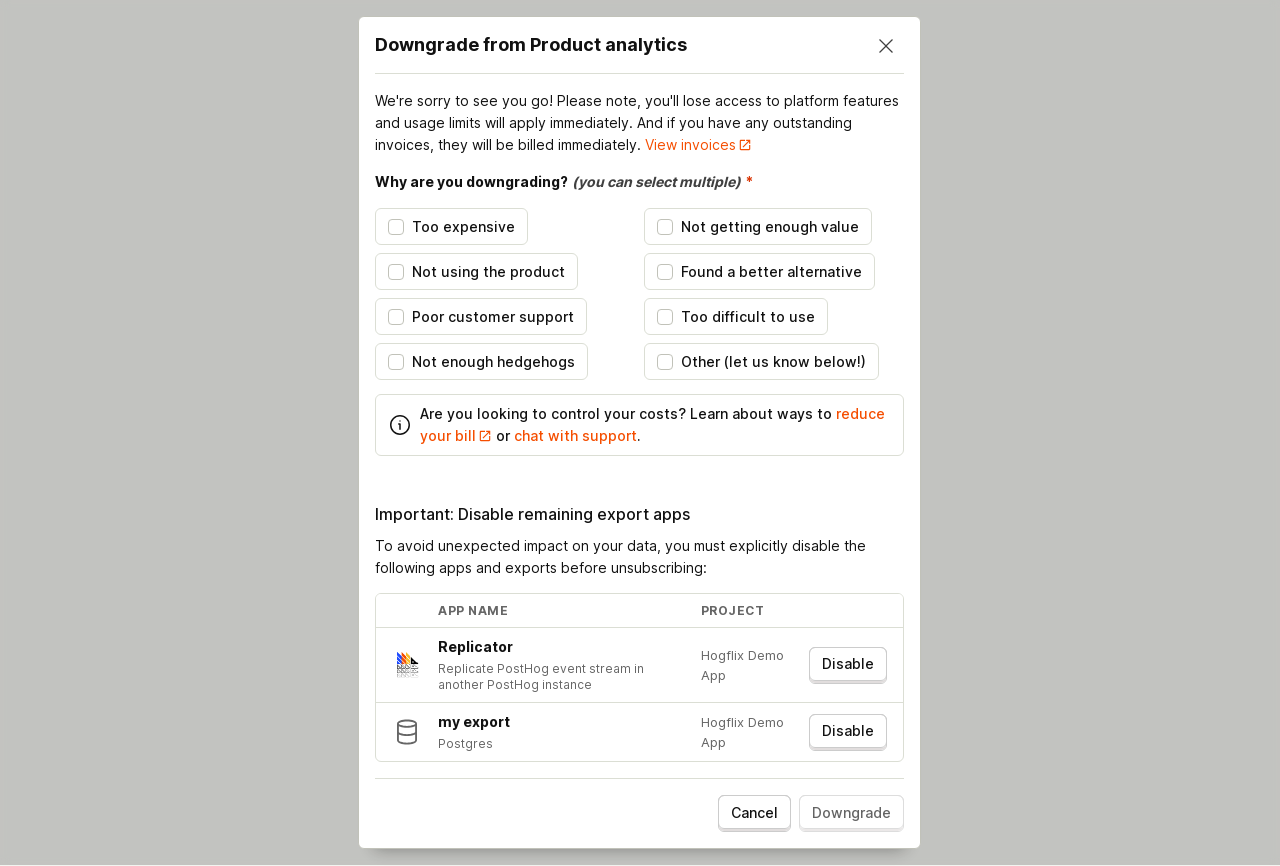 Downgrade from Product analytics
We're sorry to see you go! Please note, you'll lose access to platform features
and usage limits will apply immediately. And if you have any outstanding
invoices, they will be billed immediately. View invoices
Why are you downgrading? (you can select multiple) *
Too expensive
Not getting enough value
Not using the product
Found a better alternative
Poor customer support
Too difficult to use
Not enough hedgehogs
Other (let us know below!)
Are you looking to control your costs? Learn about ways to reduce
your bill or chat with support.
Important: Disable remaining export apps
To avoid unexpected impact on your data, you must explicitly disable the
following apps and exports before unsubscribing:
APP NAME PROJECT
Replicator
Replicate PostHog event stream in
another PostHog instance
Hogflix Demo
App
Disable
my export
Postgres
Hogflix Demo
App
Disable
Cancel
Downgrade